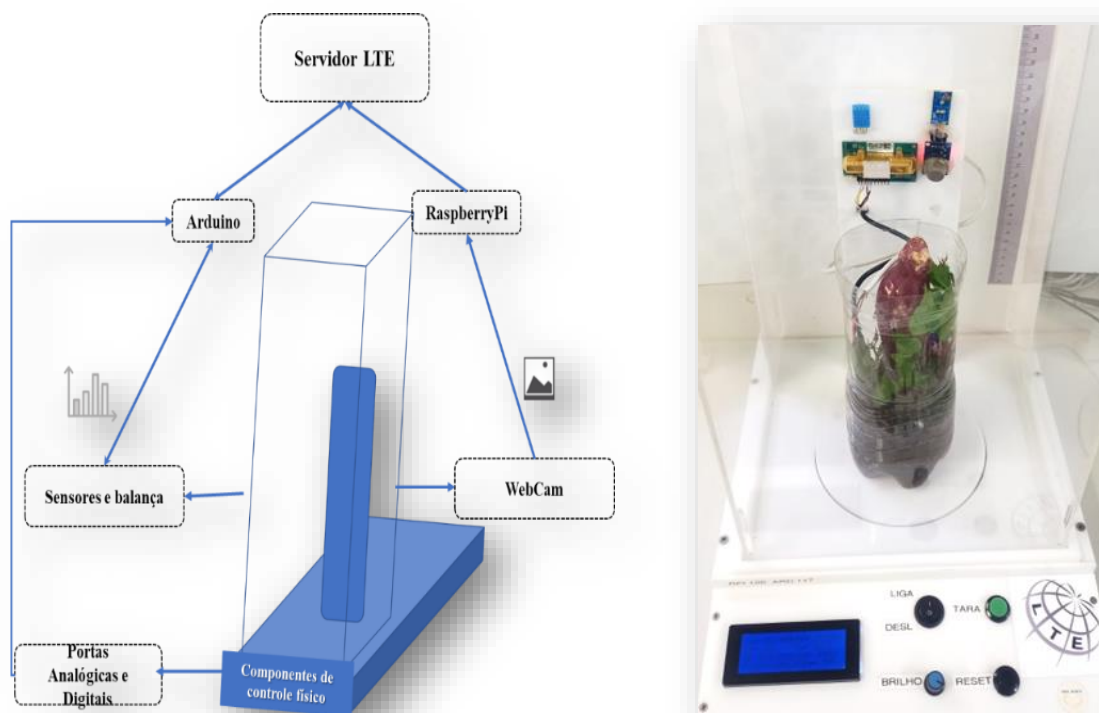 Servidor LTE
Arduino
RaspberryPi
Sensores e balança
WebCam
Portas
Analógicas e
Digitais
Componentes de
controle físico
LIGA
DESL
TARA
BRILHO
RESET
LTE